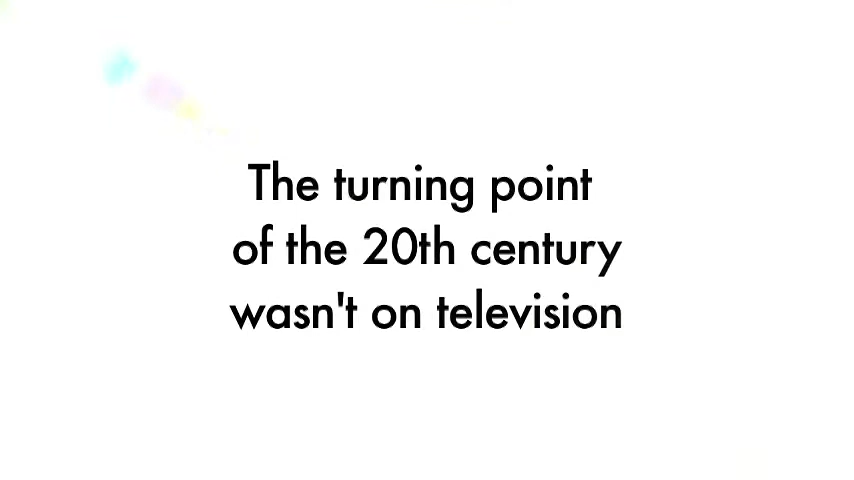 The turning point
of the 20th century
wasn't on television